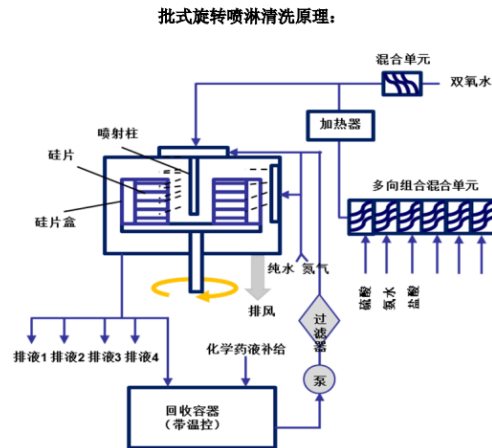 批式旋转喷淋清洗原理：
混合单元
双氧水
加热器
喷射柱
硅片
硅片盒
多向组合混合单元
硫酸
氨水
盐酸
纯水 氮气
排风
过滤器
排液1 排液2 排液3 排液4
化学药液补给
泵
回收容器
（带温控）